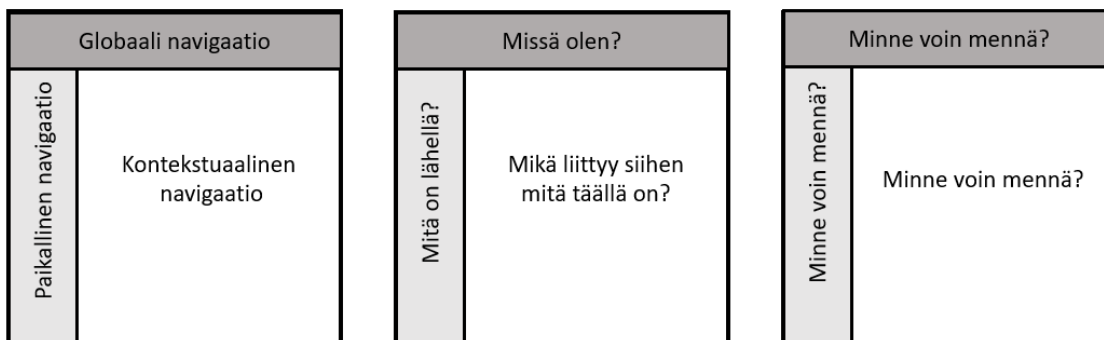 Globaali navigaatio
Paikallinen navigaatio
Kontekstuaalinen
navigaatio
Missä olen?
Mitä on lähellä?
Mikä liittyy siihen
mitä täällä on?
Minne voin mennä?
Minne voin mennä?
Minne voin mennä?